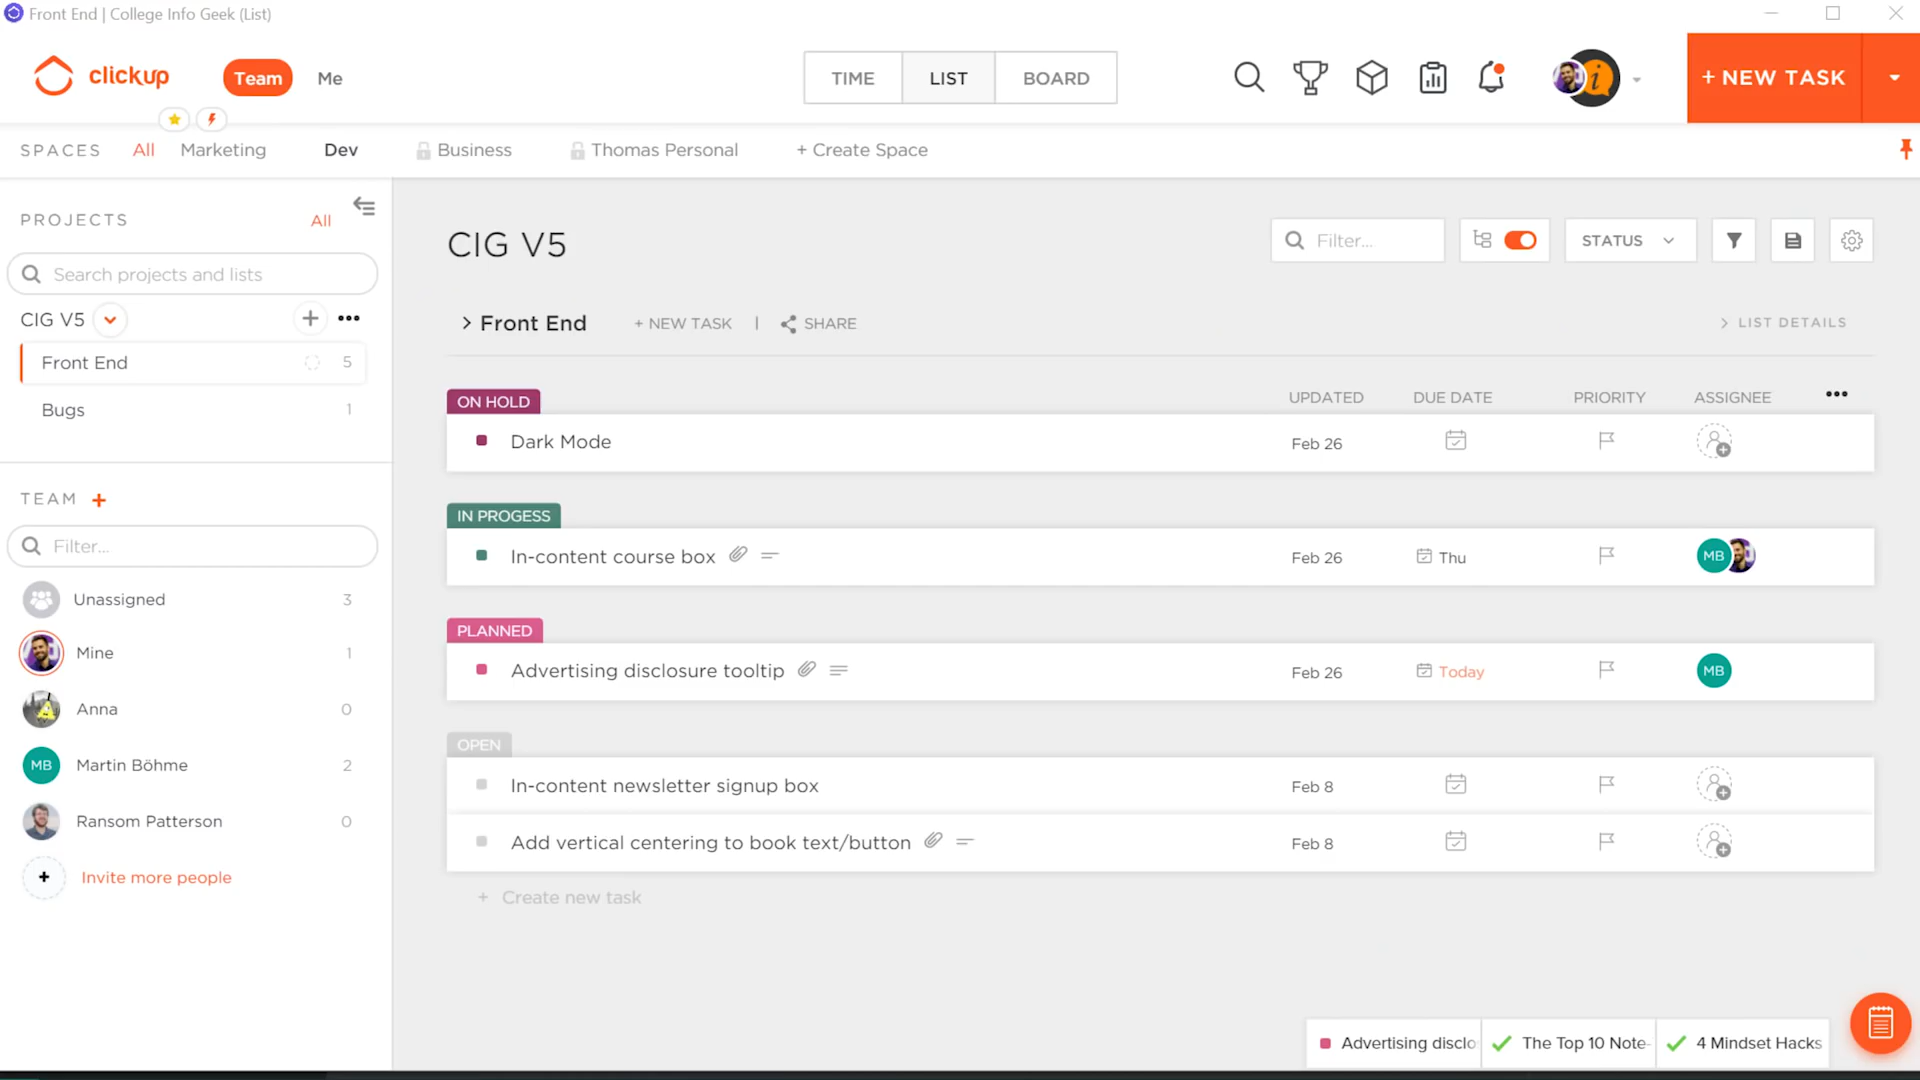 Front End | College Info Geek (List)
clickup Team Me TIME LIST BOARD + NEW TASK
SPACES All Marketing Dev Business Thomas Personal + Create Space
PROJECTS All
Search projects and lists
CIG V5
Front End 5
Bugs 1
TEAM +
Filter...
Unassigned 3
Mine 1
Anna 0
MB Martin Böhme 2
Ransom Patterson 0
+ Invite more people
CIG V5 Filter... STATUS
> Front End + NEW TASK | SHARE > LIST DETAILS
ON HOLD UPDATED DUE DATE PRIORITY ASSIGNEE
Dark Mode Feb 26
IN PROGESS
In-content course box Feb 26 Thu MB
PLANNED
Advertising disclosure tooltip Feb 26 Today MB
OPEN
In-content newsletter signup box Feb 8
Add vertical centering to book text/button Feb 8
+ Create new task
Advertising disclo The Top 10 Note- 4 Mindset Hacks